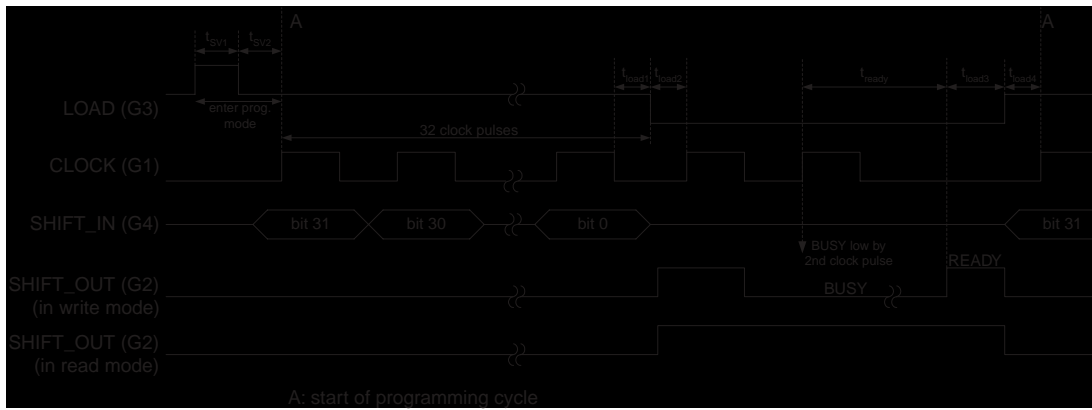 A
A
tSV1
tSV2
tload1
tload2
tready
tload3
tload4
LOAD (G3)
enter prog.
mode
32 clock pulses
CLOCK (G1)
SHIFT_IN (G4)
bit 31
bit 30
bit 0
bit 31
BUSY low by
2nd clock pulse
SHIFT_OUT (G2)
(in write mode)
BUSY
READY
SHIFT_OUT (G2)
(in read mode)
A: start of programming cycle